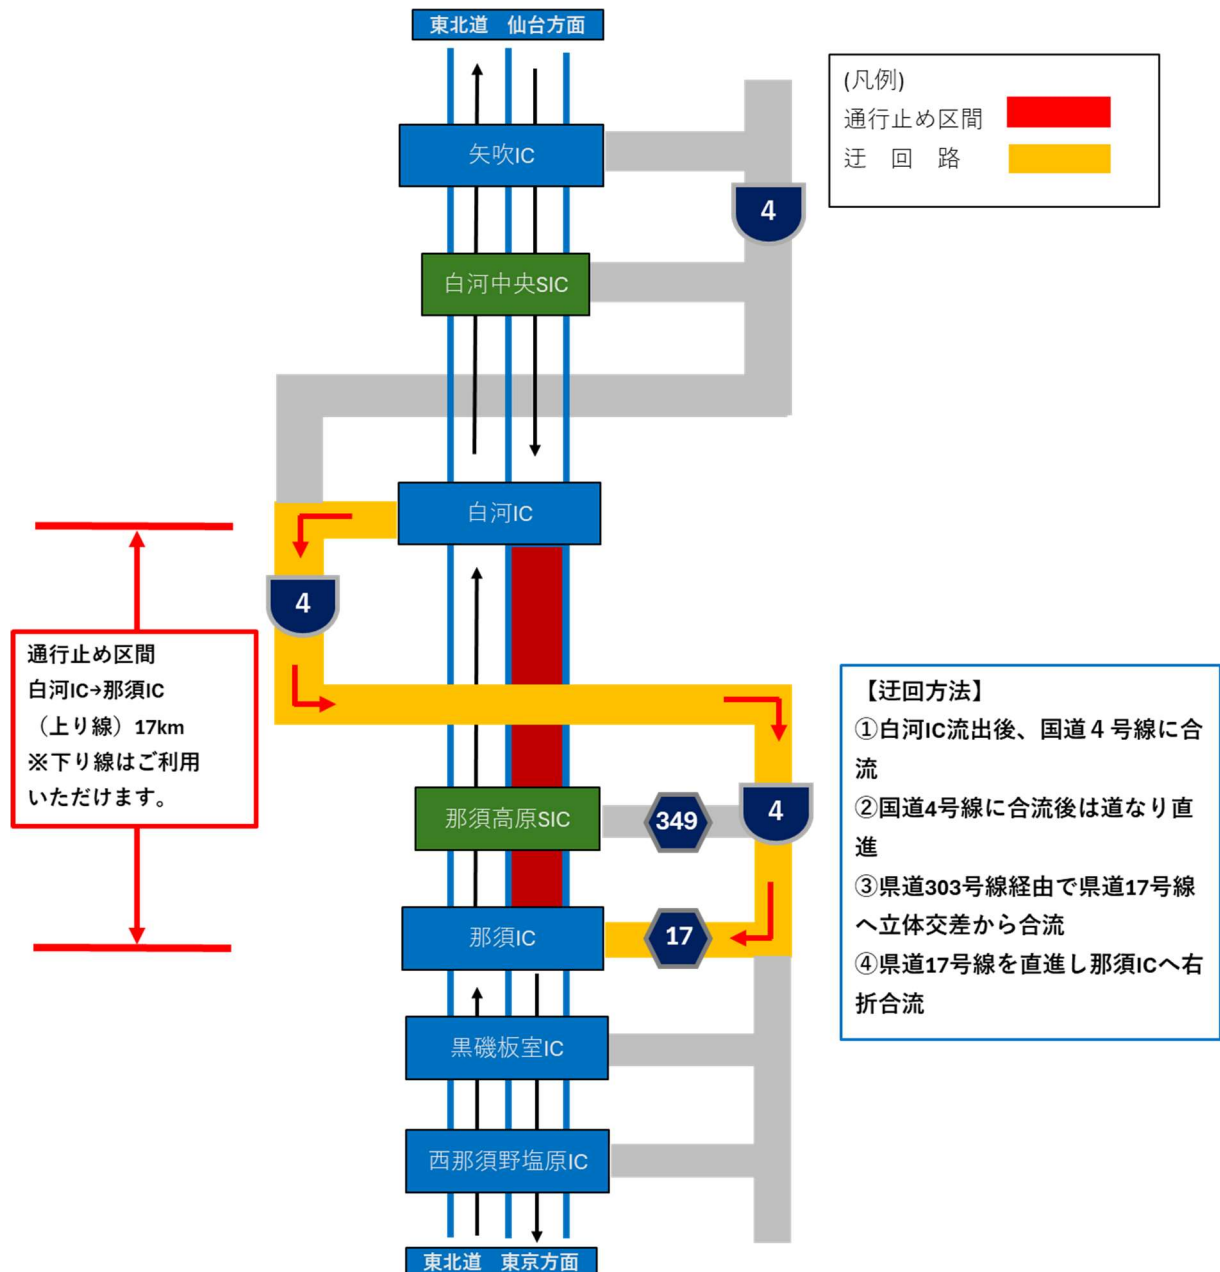 東北道　仙台方面
(凡例)
通行止め区間
迂　回　路
矢吹IC
4
白河中央SIC
白河IC
4
通行止め区間
白河IC→那須IC
（上り線）17km
※下り線はご利用
いただけます。
那須高原SIC
349
4
那須IC
17
【迂回方法】
①白河IC流出後、国道４号線に合
流
②国道4号線に合流後は道なり直
進
③県道303号線経由で県道17号線
へ立体交差から合流
④県道17号線を直進し那須ICへ右
折合流
黒磯板室IC
西那須野塩原IC
東北道　東京方面